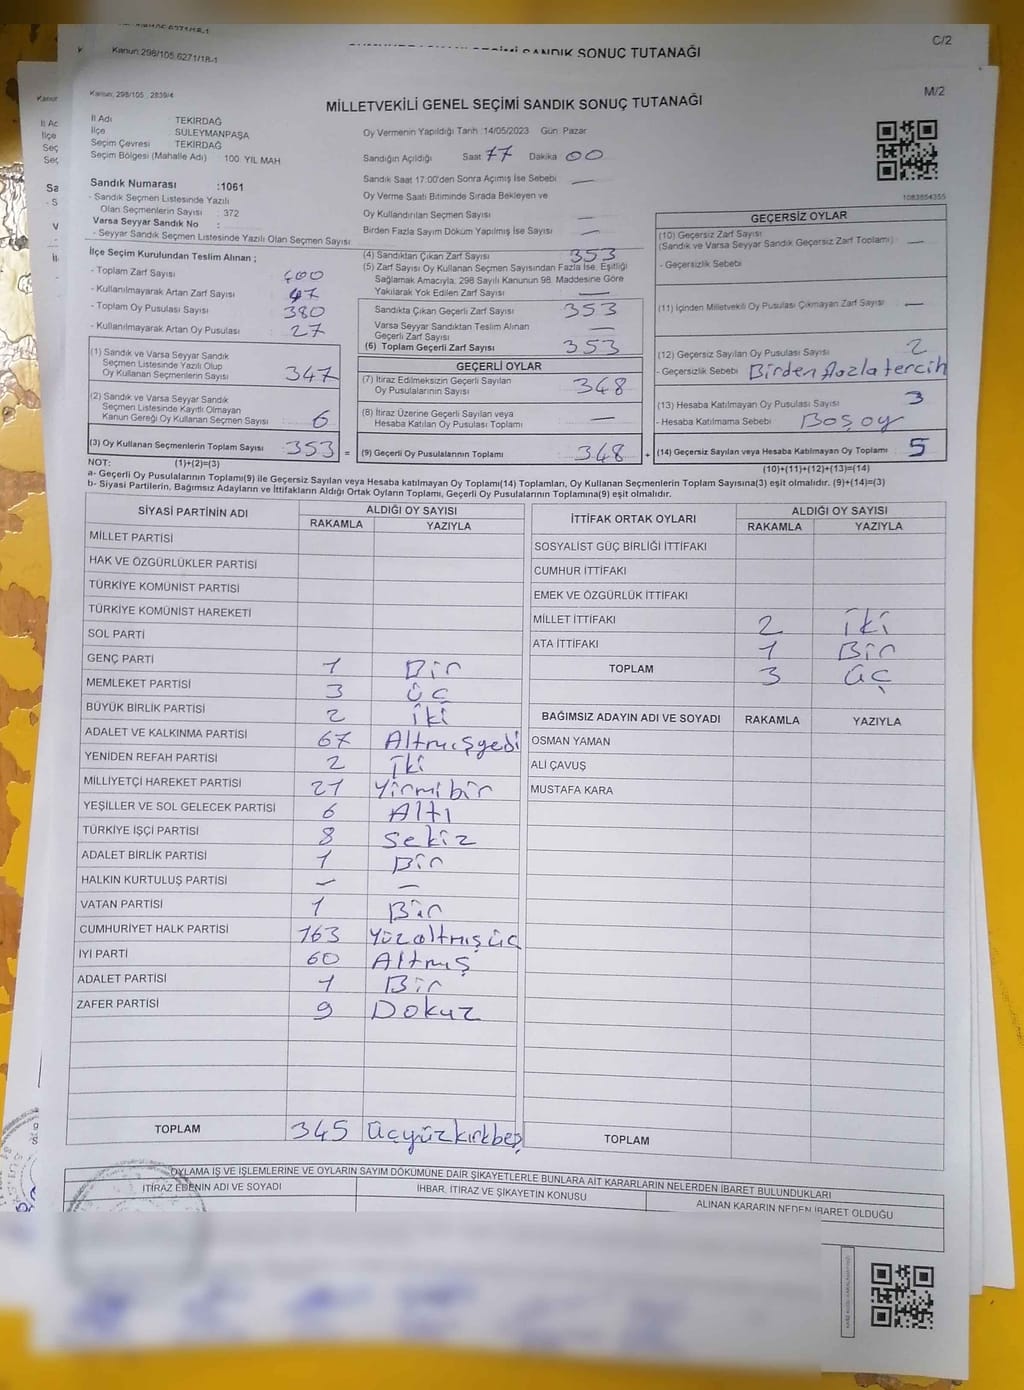 Kanun:298/105,6271/18-1
SEÇİMİ SANDIK SONUÇ TUTANAĞI
C/2
Kanun: 298/105 , 2839/4
MİLLETVEKİLİ GENEL SEÇİMİ SANDIK SONUÇ TUTANAĞI
M/2
İl Adı : TEKİRDAĞ
İlçe : SÜLEYMANPAŞA
Seçim Çevresi : TEKİRDAĞ
Seçim Bölgesi (Mahalle Adı) : 100. YIL MAH
Sandık Numarası :1061
- Sandık Seçmen Listesinde Yazılı
Olan Seçmenlerin Sayısı : 372
Varsa Seyyar Sandık No :
- Seyyar Sandık Seçmen Listesinde Yazılı Olan Seçmen Sayısı
İlçe Seçim Kurulundan Teslim Alınan ;
- Toplam Zarf Sayısı 400
- Kullanılmayarak Artan Zarf Sayısı 47
- Toplam Oy Pusulası Sayısı 380
- Kullanılmayarak Artan Oy Pusulası 27
(1) Sandık ve Varsa Seyyar Sandık
Seçmen Listesinde Yazılı Olup
Oy Kullanan Seçmenlerin Sayısı 347
(2) Sandık ve Varsa Seyyar Sandık
Seçmen Listesinde Kayıtlı Olmayan
Kanun Gereği Oy Kullanan Seçmen Sayısı 6
(3) Oy Kullanan Seçmenlerin Toplam Sayısı 353 =
Oy Vermenin Yapıldığı Tarih :14/05/2023 Gün: Pazar
Sandığın Açıldığı Saat 17 Dakika 00
Sandık Saat 17:00'den Sonra Açımış İse Sebebi —
Oy Verme Saati Bitiminde Sırada Bekleyen ve
Oy Kullandırılan Seçmen Sayısı —
Birden Fazla Sayım Döküm Yapılmış İse Sayısı —
(4) Sandıktan Çıkan Zarf Sayısı 353
(5) Zarf Sayısı Oy Kullanan Seçmen Sayısından Fazla İse, Eşitliği
Sağlamak Amacıyla, 298 Sayılı Kanunun 98. Maddesine Göre
Yakılarak Yok Edilen Zarf Sayısı —
Sandıkta Çıkan Geçerli Zarf Sayısı 353
Varsa Seyyar Sandıktan Teslim Alınan
Geçerli Zarf Sayısı —
(6) Toplam Geçerli Zarf Sayısı 353
GEÇERLİ OYLAR
(7) İtiraz Edilmeksizin Geçerli Sayılan
Oy Pusulasının Sayısı 348
(8) İtiraz Üzerine Geçerli Sayılan veya
Hesaba Katılan Oy Pusulası Toplamı —
(9) Geçerli Oy Pusulalarının Toplamı 348 +
1083854355
GEÇERSİZ OYLAR
(10) Geçersiz Zarf Sayısı
(Sandık ve Varsa Seyyar Sandık Geçersiz Zarf Toplamı) —
- Geçersizlik Sebebi
(11) İçinden Milletvekili Oy Pusulası Çıkmayan Zarf Sayısı —
(12) Geçersiz Sayılan Oy Pusulası Sayısı 2
- Geçersizlik Sebebi Birden fazla tercih
(13) Hesaba Katılmayan Oy Pusulası Sayısı 3
- Hesaba Katılmama Sebebi Boş oy
(14) Geçersiz Sayılan veya Hesaba Katılmayan Oy Toplamı 5
NOT: (1)+(2)=(3) (10)+(11)+(12)+(13)=(14)
a- Geçerli Oy Pusulalarının Toplamı(9) ile Geçersiz Sayılan veya Hesaba katılmayan Oy Toplamı(14) Toplamları, Oy Kullanan Seçmenlerin Toplam Sayısına(3) eşit olmalıdır. (9)+(14)=(3)
b- Siyasi Partilerin, Bağımsız Adayların ve İttifakların Aldığı Ortak Oyların Toplamı, Geçerli Oy Pusulalarının Toplamına(9) eşit olmalıdır.
SİYASİ PARTİNİN ADI ALDIĞI OY SAYISI
RAKAMLA YAZIYLA
MİLLET PARTİSİ
HAK VE ÖZGÜRLÜKLER PARTİSİ
TÜRKİYE KOMÜNİST PARTİSİ
TÜRKİYE KOMÜNİST HAREKETİ
SOL PARTİ
GENÇ PARTİ 1 Bir
MEMLEKET PARTİSİ 3 Üç
BÜYÜK BİRLİK PARTİSİ 2 İki
ADALET VE KALKINMA PARTİSİ 67 Altmışyedi
YENİDEN REFAH PARTİSİ 2 İki
MİLLİYETÇİ HAREKET PARTİSİ 21 Yirmibir
YEŞİLLER VE SOL GELECEK PARTİSİ 6 Altı
TÜRKİYE İŞÇİ PARTİSİ 8 Sekiz
ADALET BİRLİK PARTİSİ 1 Bir
HALKIN KURTULUŞ PARTİSİ — —
VATAN PARTİSİ 1 Bir
CUMHURİYET HALK PARTİSİ 163 Yüzaltmışüç
İYİ PARTİ 60 Altmış
ADALET PARTİSİ 1 Bir
ZAFER PARTİSİ 9 Dokuz
TOPLAM 345 Üçyüzkırkbeş
İTTİFAK ORTAK OYLARI ALDIĞI OY SAYISI
RAKAMLA YAZIYLA
SOSYALİST GÜÇ BİRLİĞİ İTTİFAKI
CUMHUR İTTİFAKI
EMEK VE ÖZGÜRLÜK İTTİFAKI
MİLLET İTTİFAKI 2 İki
ATA İTTİFAKI 1 Bir
TOPLAM 3 Üç
BAĞIMSIZ ADAYIN ADI VE SOYADI RAKAMLA YAZIYLA
OSMAN YAMAN
ALİ ÇAVUŞ
MUSTAFA KARA
TOPLAM
OYLAMA İŞ VE İŞLEMLERİNE VE OYLARIN SAYIM DÖKÜMÜNE DAİR ŞİKAYETLERLE BUNLARA AİT KARARLARIN NELERDEN İBARET BULUNDUKLARI
İTİRAZ EDENİN ADI VE SOYADI İHBAR, İTİRAZ VE ŞİKAYETİN KONUSU ALINAN KARARIN NEDEN İBARET OLDUĞU